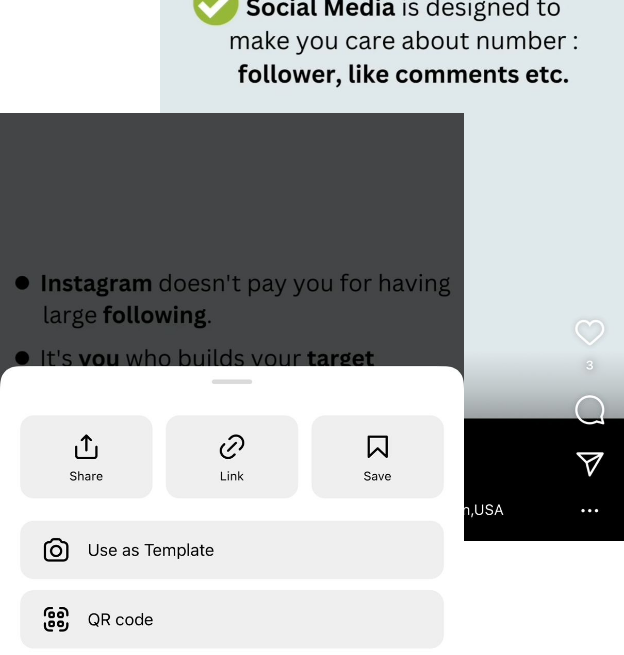 Social Media is designed to
make you care about number :
follower, like comments etc.
● Instagram doesn't pay you for having
large following.
● It's you who builds your target
3
Share
Link
Save
n,USA
Use as Template
QR code